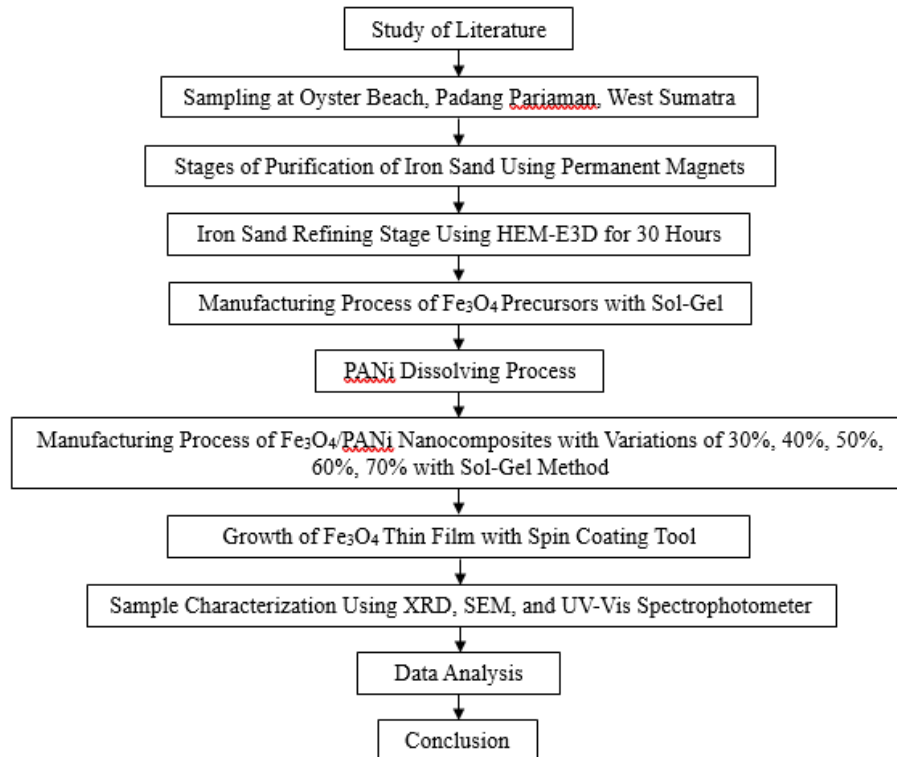 Study of Literature
Sampling at Oyster Beach, Padang Pariaman, West Sumatra
Stages of Purification of Iron Sand Using Permanent Magnets
Iron Sand Refining Stage Using HEM-E3D for 30 Hours
Manufacturing Process of Fe₃O₄ Precursors with Sol-Gel
PANi Dissolving Process
Manufacturing Process of Fe₃O₄/PANi Nanocomposites with Variations of 30%, 40%, 50%,
60%, 70% with Sol-Gel Method
Growth of Fe₃O₄ Thin Film with Spin Coating Tool
Sample Characterization Using XRD, SEM, and UV-Vis Spectrophotometer
Data Analysis
Conclusion